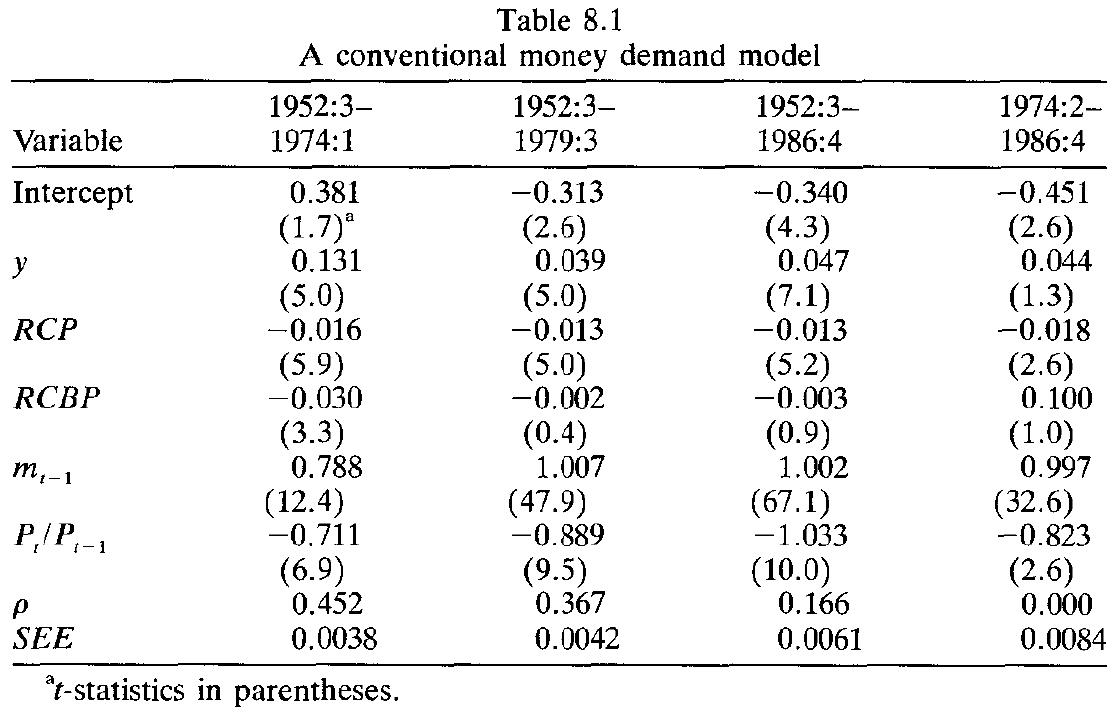 Table 8.1
A conventional money demand model
1952:3– 1952:3– 1952:3– 1974:2–
Variable 1974:1 1979:3 1986:4 1986:4
Intercept 0.381 −0.313 −0.340 −0.451
(1.7)ᵃ (2.6) (4.3) (2.6)
y 0.131 0.039 0.047 0.044
(5.0) (5.0) (7.1) (1.3)
RCP −0.016 −0.013 −0.013 −0.018
(5.9) (5.0) (5.2) (2.6)
RCBP −0.030 −0.002 −0.003 0.100
(3.3) (0.4) (0.9) (1.0)
mₜ₋₁ 0.788 1.007 1.002 0.997
(12.4) (47.9) (67.1) (32.6)
Pₜ/Pₜ₋₁ −0.711 −0.889 −1.033 −0.823
(6.9) (9.5) (10.0) (2.6)
ρ 0.452 0.367 0.166 0.000
SEE 0.0038 0.0042 0.0061 0.0084
ᵃt-statistics in parentheses.